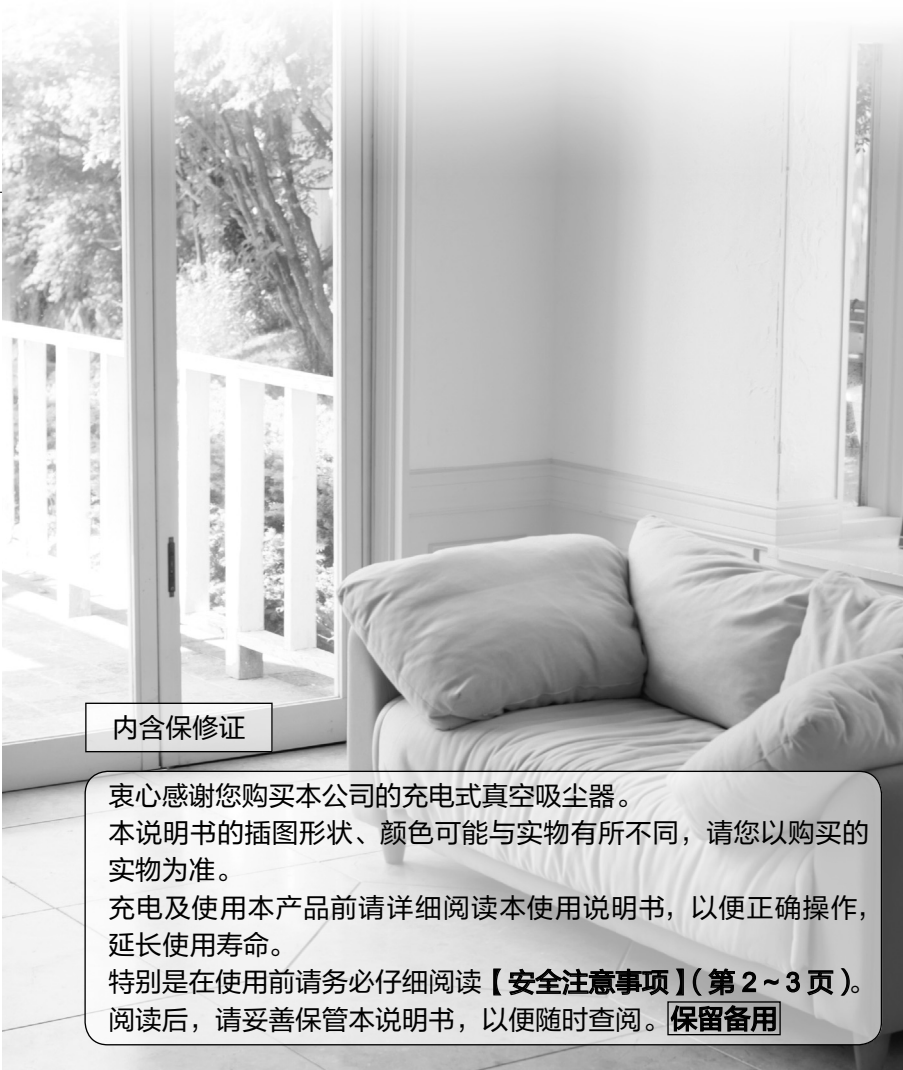 内含保修证
衷心感谢您购买本公司的充电式真空吸尘器。
本说明书的插图形状、颜色可能与实物有所不同，请您以购买的
实物为准。
充电及使用本产品前请详细阅读本使用说明书，以便正确操作，
延长使用寿命。
特别是在使用前请务必仔细阅读【安全注意事项】（第2~3页）。
阅读后，请妥善保管本说明书，以便随时查阅。保留备用